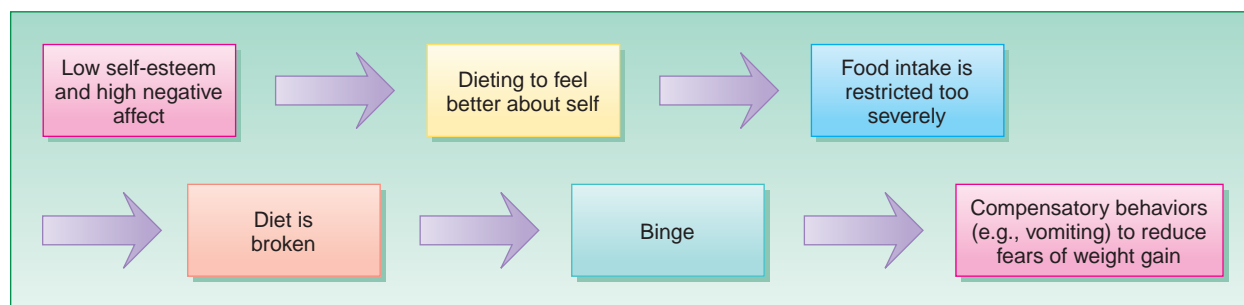 Low self-esteem
and high negative
affect
Dieting to feel
better about self
Food intake is
restricted too
severely
Diet is
broken
Binge
Compensatory behaviors
(e.g., vomiting) to reduce
fears of weight gain